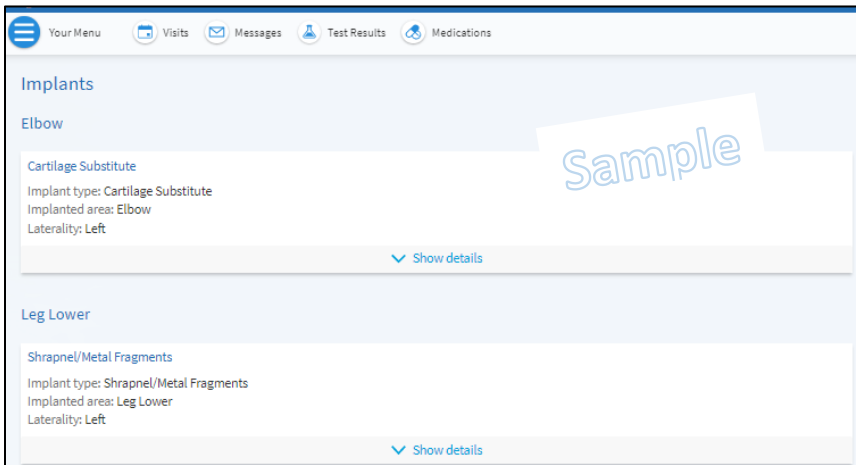 Your Menu Visits Messages Test Results Medications
Implants
Elbow
Sample
Cartilage Substitute
Implant type: Cartilage Substitute
Implanted area: Elbow
Laterality: Left
Show details
Leg Lower
Shrapnel/Metal Fragments
Implant type: Shrapnel/Metal Fragments
Implanted area: Leg Lower
Laterality: Left
Show details